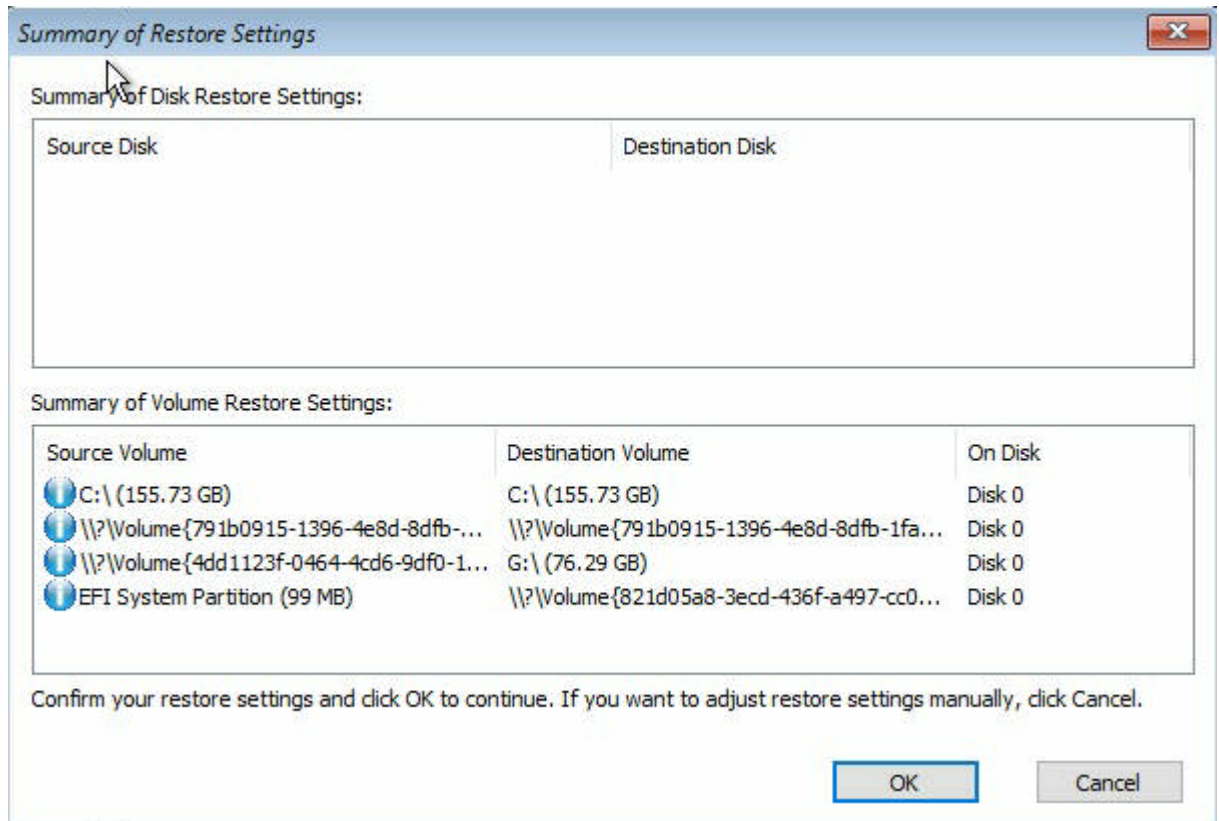 Summary of Restore Settings
Summary of Disk Restore Settings:
Source Disk Destination Disk
Summary of Volume Restore Settings:
Source Volume Destination Volume On Disk
C:\ (155.73 GB) C:\ (155.73 GB) Disk 0
\\?\Volume{791b0915-1396-4e8d-8dfb-... \\?\Volume{791b0915-1396-4e8d-8dfb-1fa... Disk 0
\\?\Volume{4dd1123f-0464-4cd6-9df0-1... G:\ (76.29 GB) Disk 0
EFI System Partition (99 MB) \\?\Volume{821d05a8-3ecd-436f-a497-cc0... Disk 0
Confirm your restore settings and click OK to continue. If you want to adjust restore settings manually, click Cancel.
OK Cancel